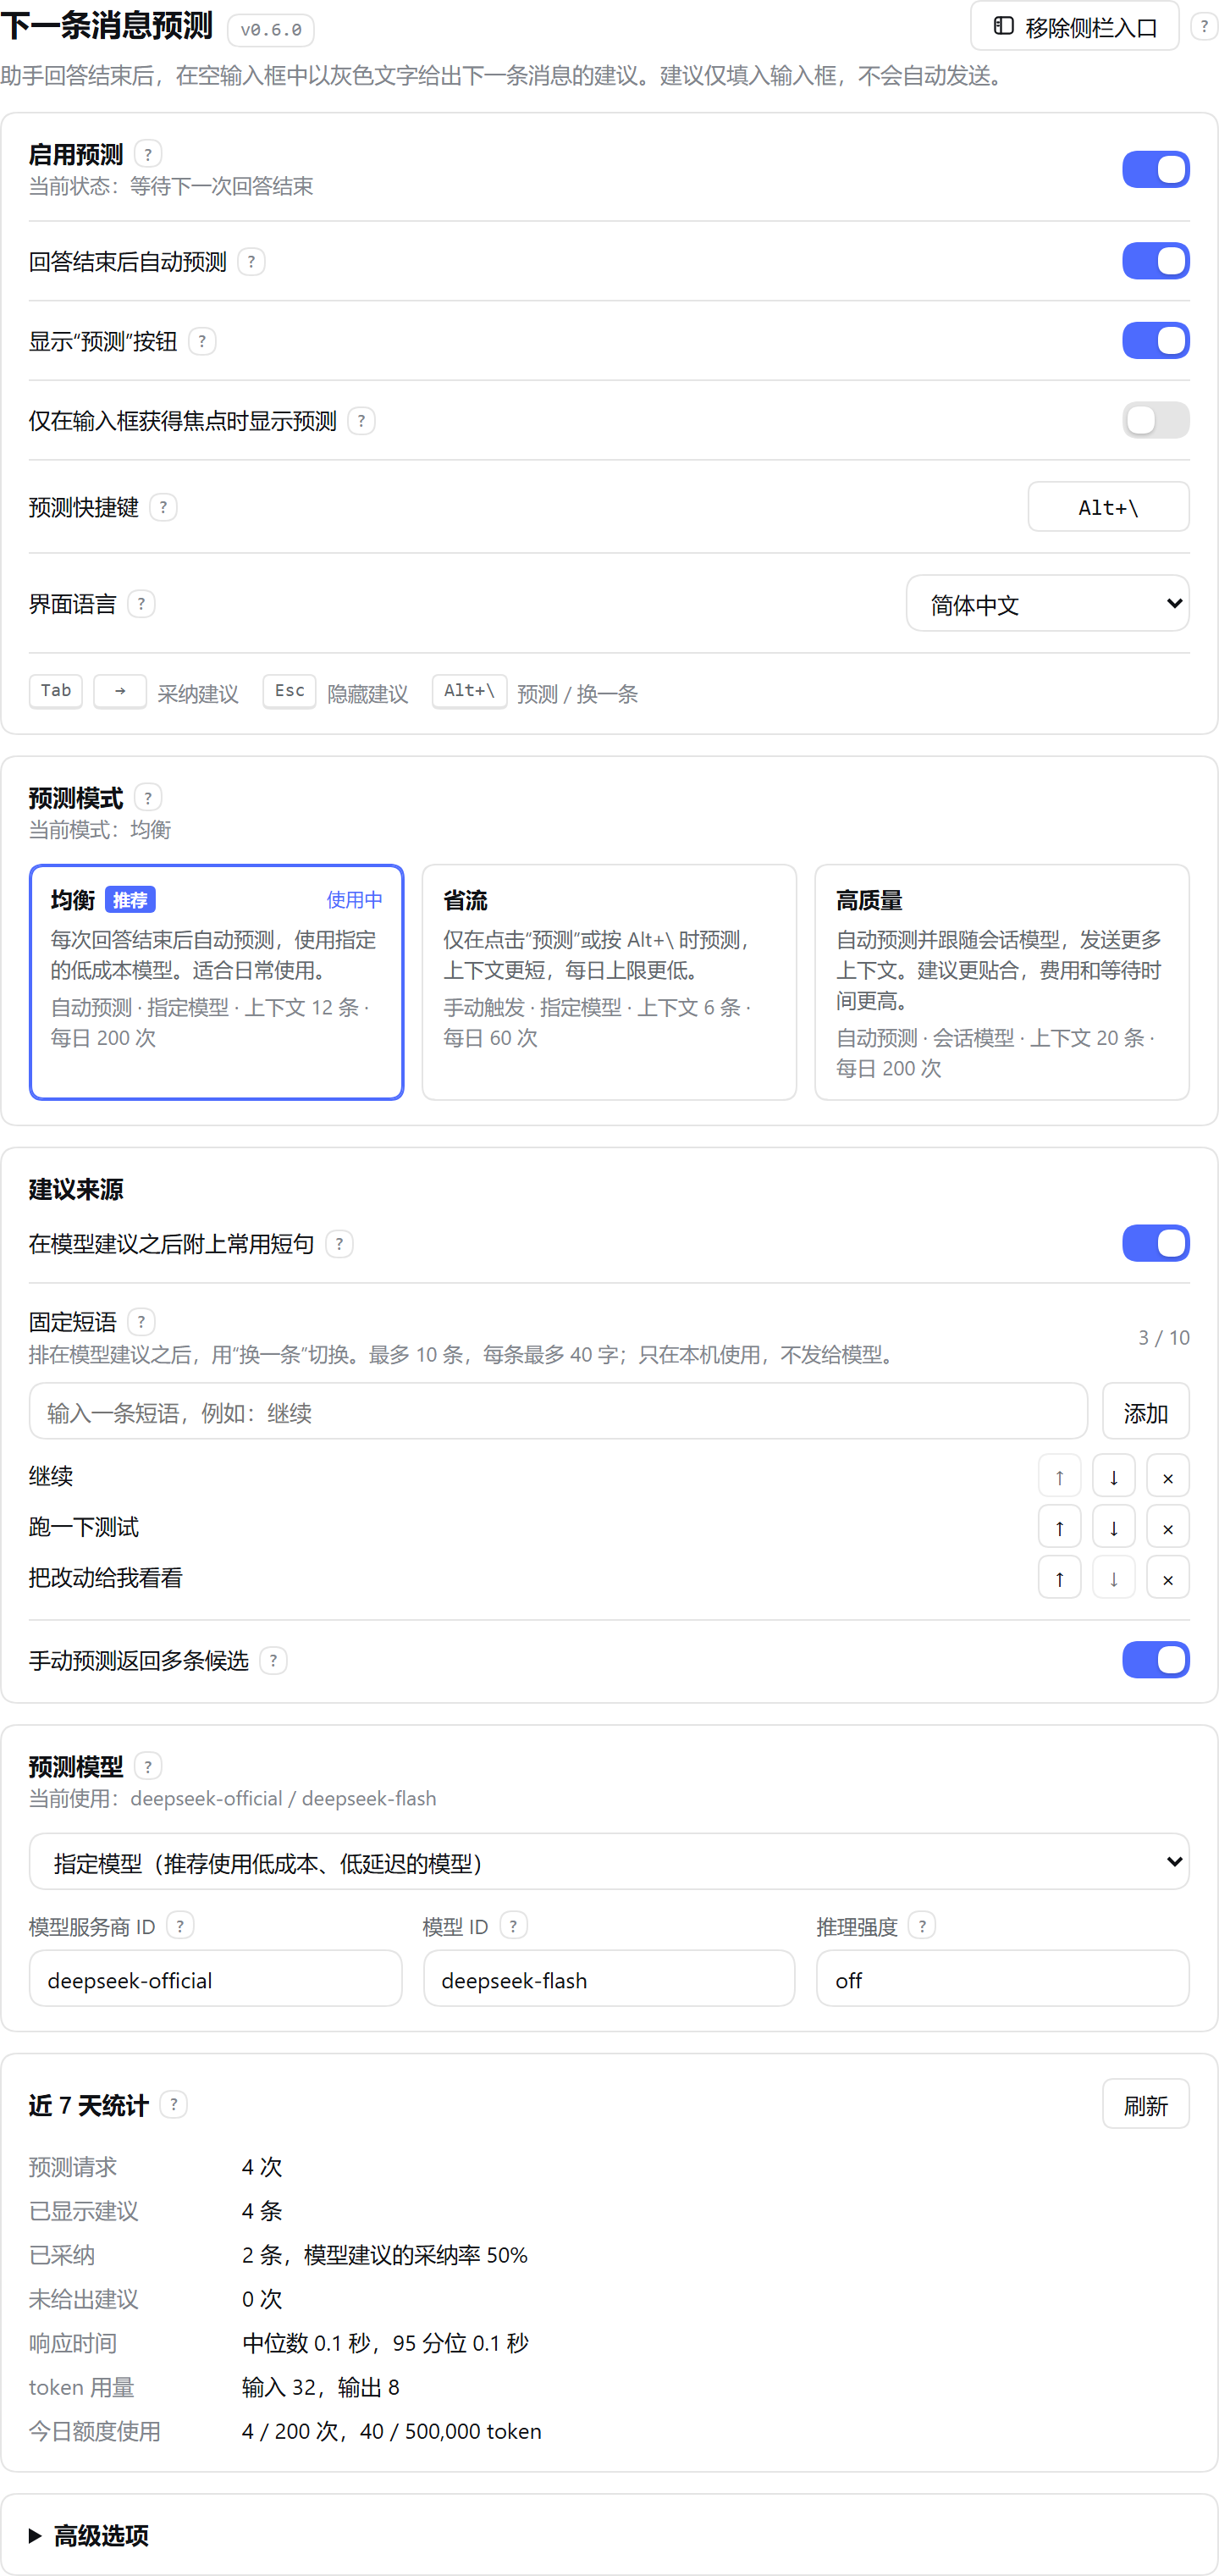 下一条消息预测 v0.6.0 移除侧栏入口 ?
助手回答结束后，在空输入框中以灰色文字给出下一条消息的建议。建议仅填入输入框，不会自动发送。
启用预测 ?
当前状态：等待下一次回答结束
回答结束后自动预测 ?
显示“预测”按钮 ?
仅在输入框获得焦点时显示预测 ?
预测快捷键 ? Alt+\
界面语言 ? 简体中文
Tab → 采纳建议 Esc 隐藏建议 Alt+\ 预测 / 换一条
预测模式 ?
当前模式：均衡
均衡 推荐 使用中
每次回答结束后自动预测，使用指定
的低成本模型。适合日常使用。
自动预测 · 指定模型 · 上下文 12 条 ·
每日 200 次
省流
仅在点击“预测”或按 Alt+\ 时预测，
上下文更短，每日上限更低。
手动触发 · 指定模型 · 上下文 6 条 ·
每日 60 次
高质量
自动预测并跟随会话模型，发送更多
上下文。建议更贴合，费用和等待时
间更高。
自动预测 · 会话模型 · 上下文 20 条 ·
每日 200 次
建议来源
在模型建议之后附上常用短句 ?
固定短语 ?
排在模型建议之后，用“换一条”切换。最多 10 条，每条最多 40 字；只在本机使用，不发给模型。
3 / 10
输入一条短语，例如：继续 添加
继续 ↑ ↓ ×
跑一下测试 ↑ ↓ ×
把改动给我看看 ↑ ↓ ×
手动预测返回多条候选 ?
预测模型 ?
当前使用：deepseek-official / deepseek-flash
指定模型（推荐使用低成本、低延迟的模型）
模型服务商 ID ? 模型 ID ? 推理强度 ?
deepseek-official deepseek-flash off
近 7 天统计 ? 刷新
预测请求 4 次
已显示建议 4 条
已采纳 2 条，模型建议的采纳率 50%
未给出建议 0 次
响应时间 中位数 0.1 秒，95 分位 0.1 秒
token 用量 输入 32，输出 8
今日额度使用 4 / 200 次，40 / 500,000 token
▶ 高级选项